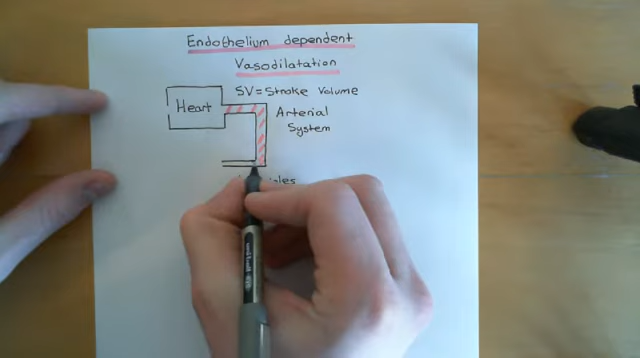 Endothelium dependent
Vasodilatation
SV=Stroke Volume
Heart
Arterial
System